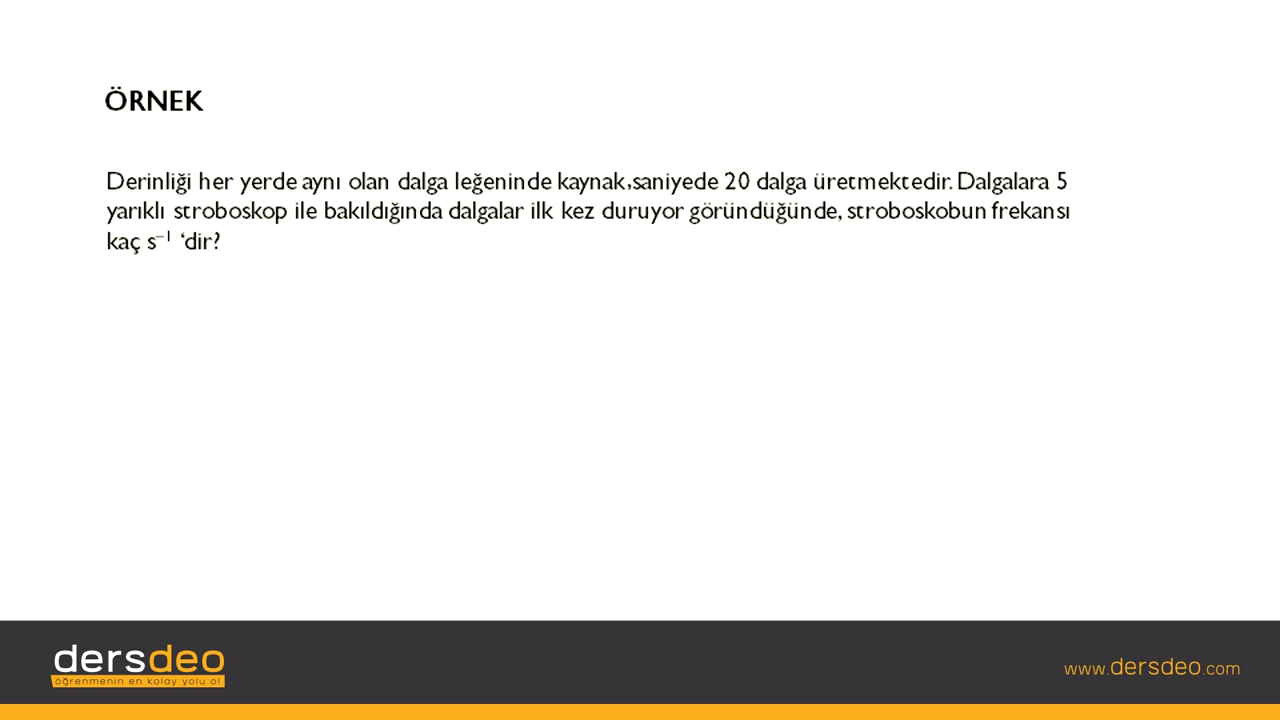 ÖRNEK
Derinliği her yerde aynı olan dalga leğeninde kaynak,saniyede 20 dalga üretmektedir. Dalgalara 5
yarıklı stroboskop ile bakıldığında dalgalar ilk kez duruyor göründüğünde, stroboskobun frekansı
kaç s⁻¹ ‘dir?
dersdeo
öğrenmenin en kolay yolu o!
www.dersdeo.com